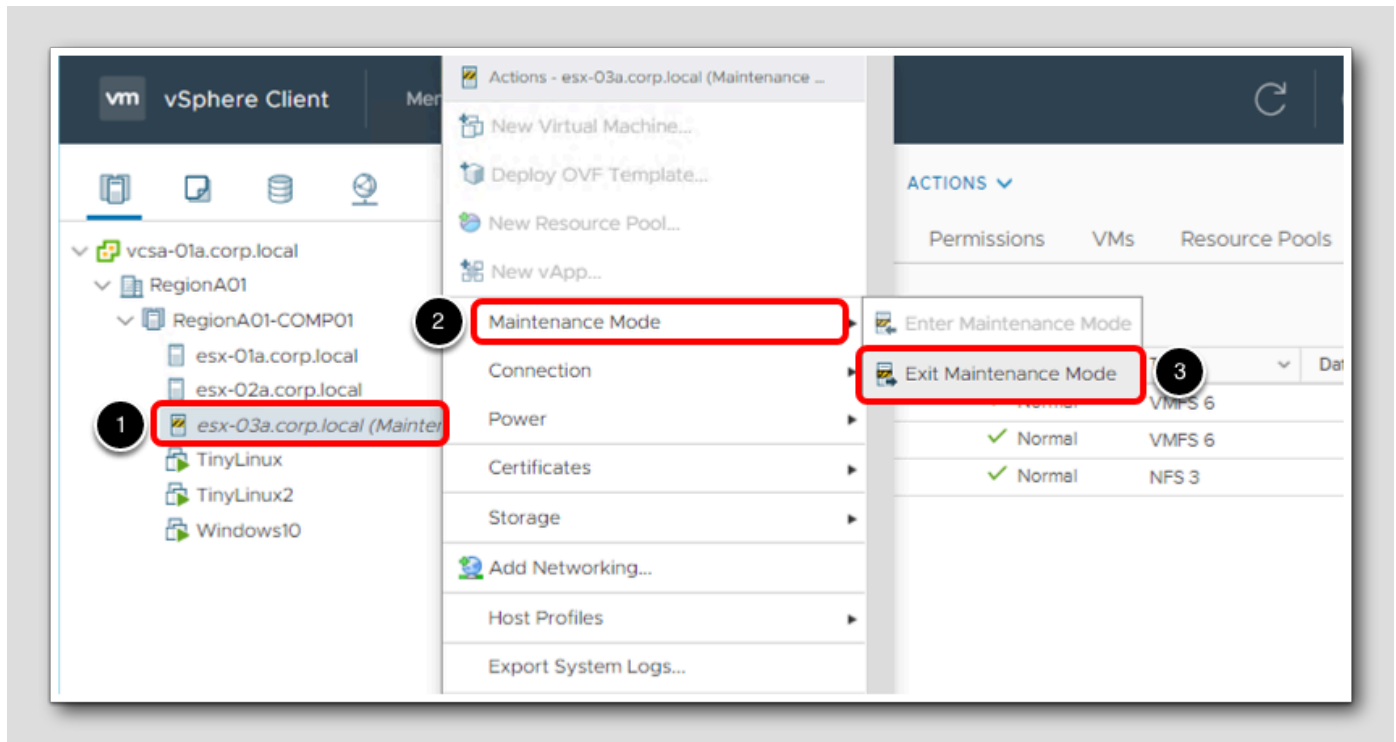 vm vSphere Client
Actions - esx-03a.corp.local (Maintenance ...
New Virtual Machine...
Deploy OVF Template...
New Resource Pool...
New vApp...
2 Maintenance Mode
Connection
Power
Certificates
Storage
Add Networking...
Host Profiles
Export System Logs...
vcsa-01a.corp.local
RegionA01
RegionA01-COMP01
esx-01a.corp.local
esx-02a.corp.local
1 esx-03a.corp.local (Mainten
TinyLinux
TinyLinux2
Windows10
ACTIONS
Permissions VMs Resource Pools
Enter Maintenance Mode
Exit Maintenance Mode 3
Normal VMFS 6
Normal VMFS 6
Normal NFS 3